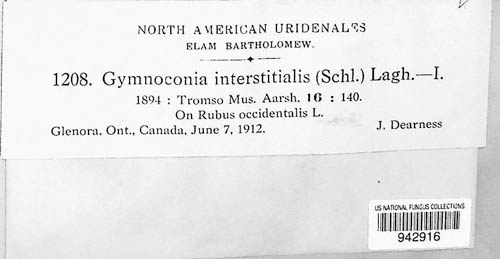 NORTH AMERICAN URIDENALES
ELAM BARTHOLOMEW.
1208. Gymnoconia interstitialis (Schl.) Lagh.—I.
1894 : Tromso Mus. Aarsh. 16 : 140.
On Rubus occidentalis L.
Glenora, Ont., Canada, June 7, 1912. J. Dearness
US NATIONAL FUNGUS COLLECTIONS
942916